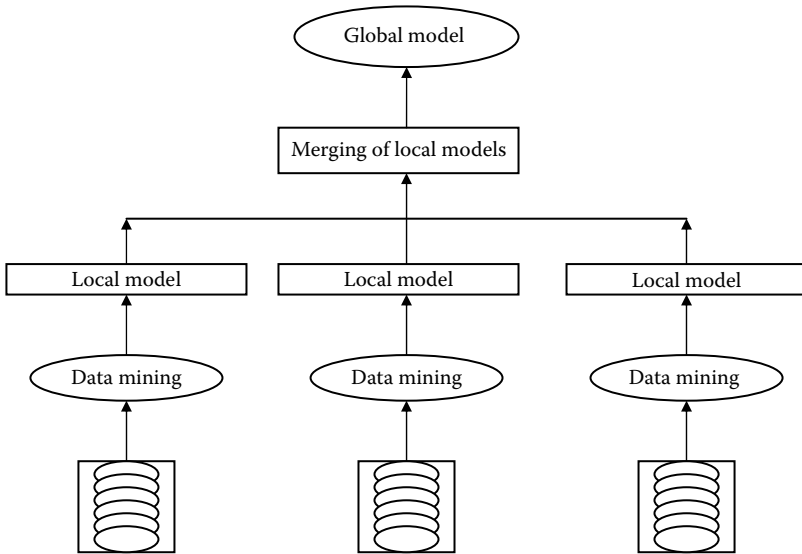 Global model
Merging of local models
Local model
Local model
Local model
Data mining
Data mining
Data mining